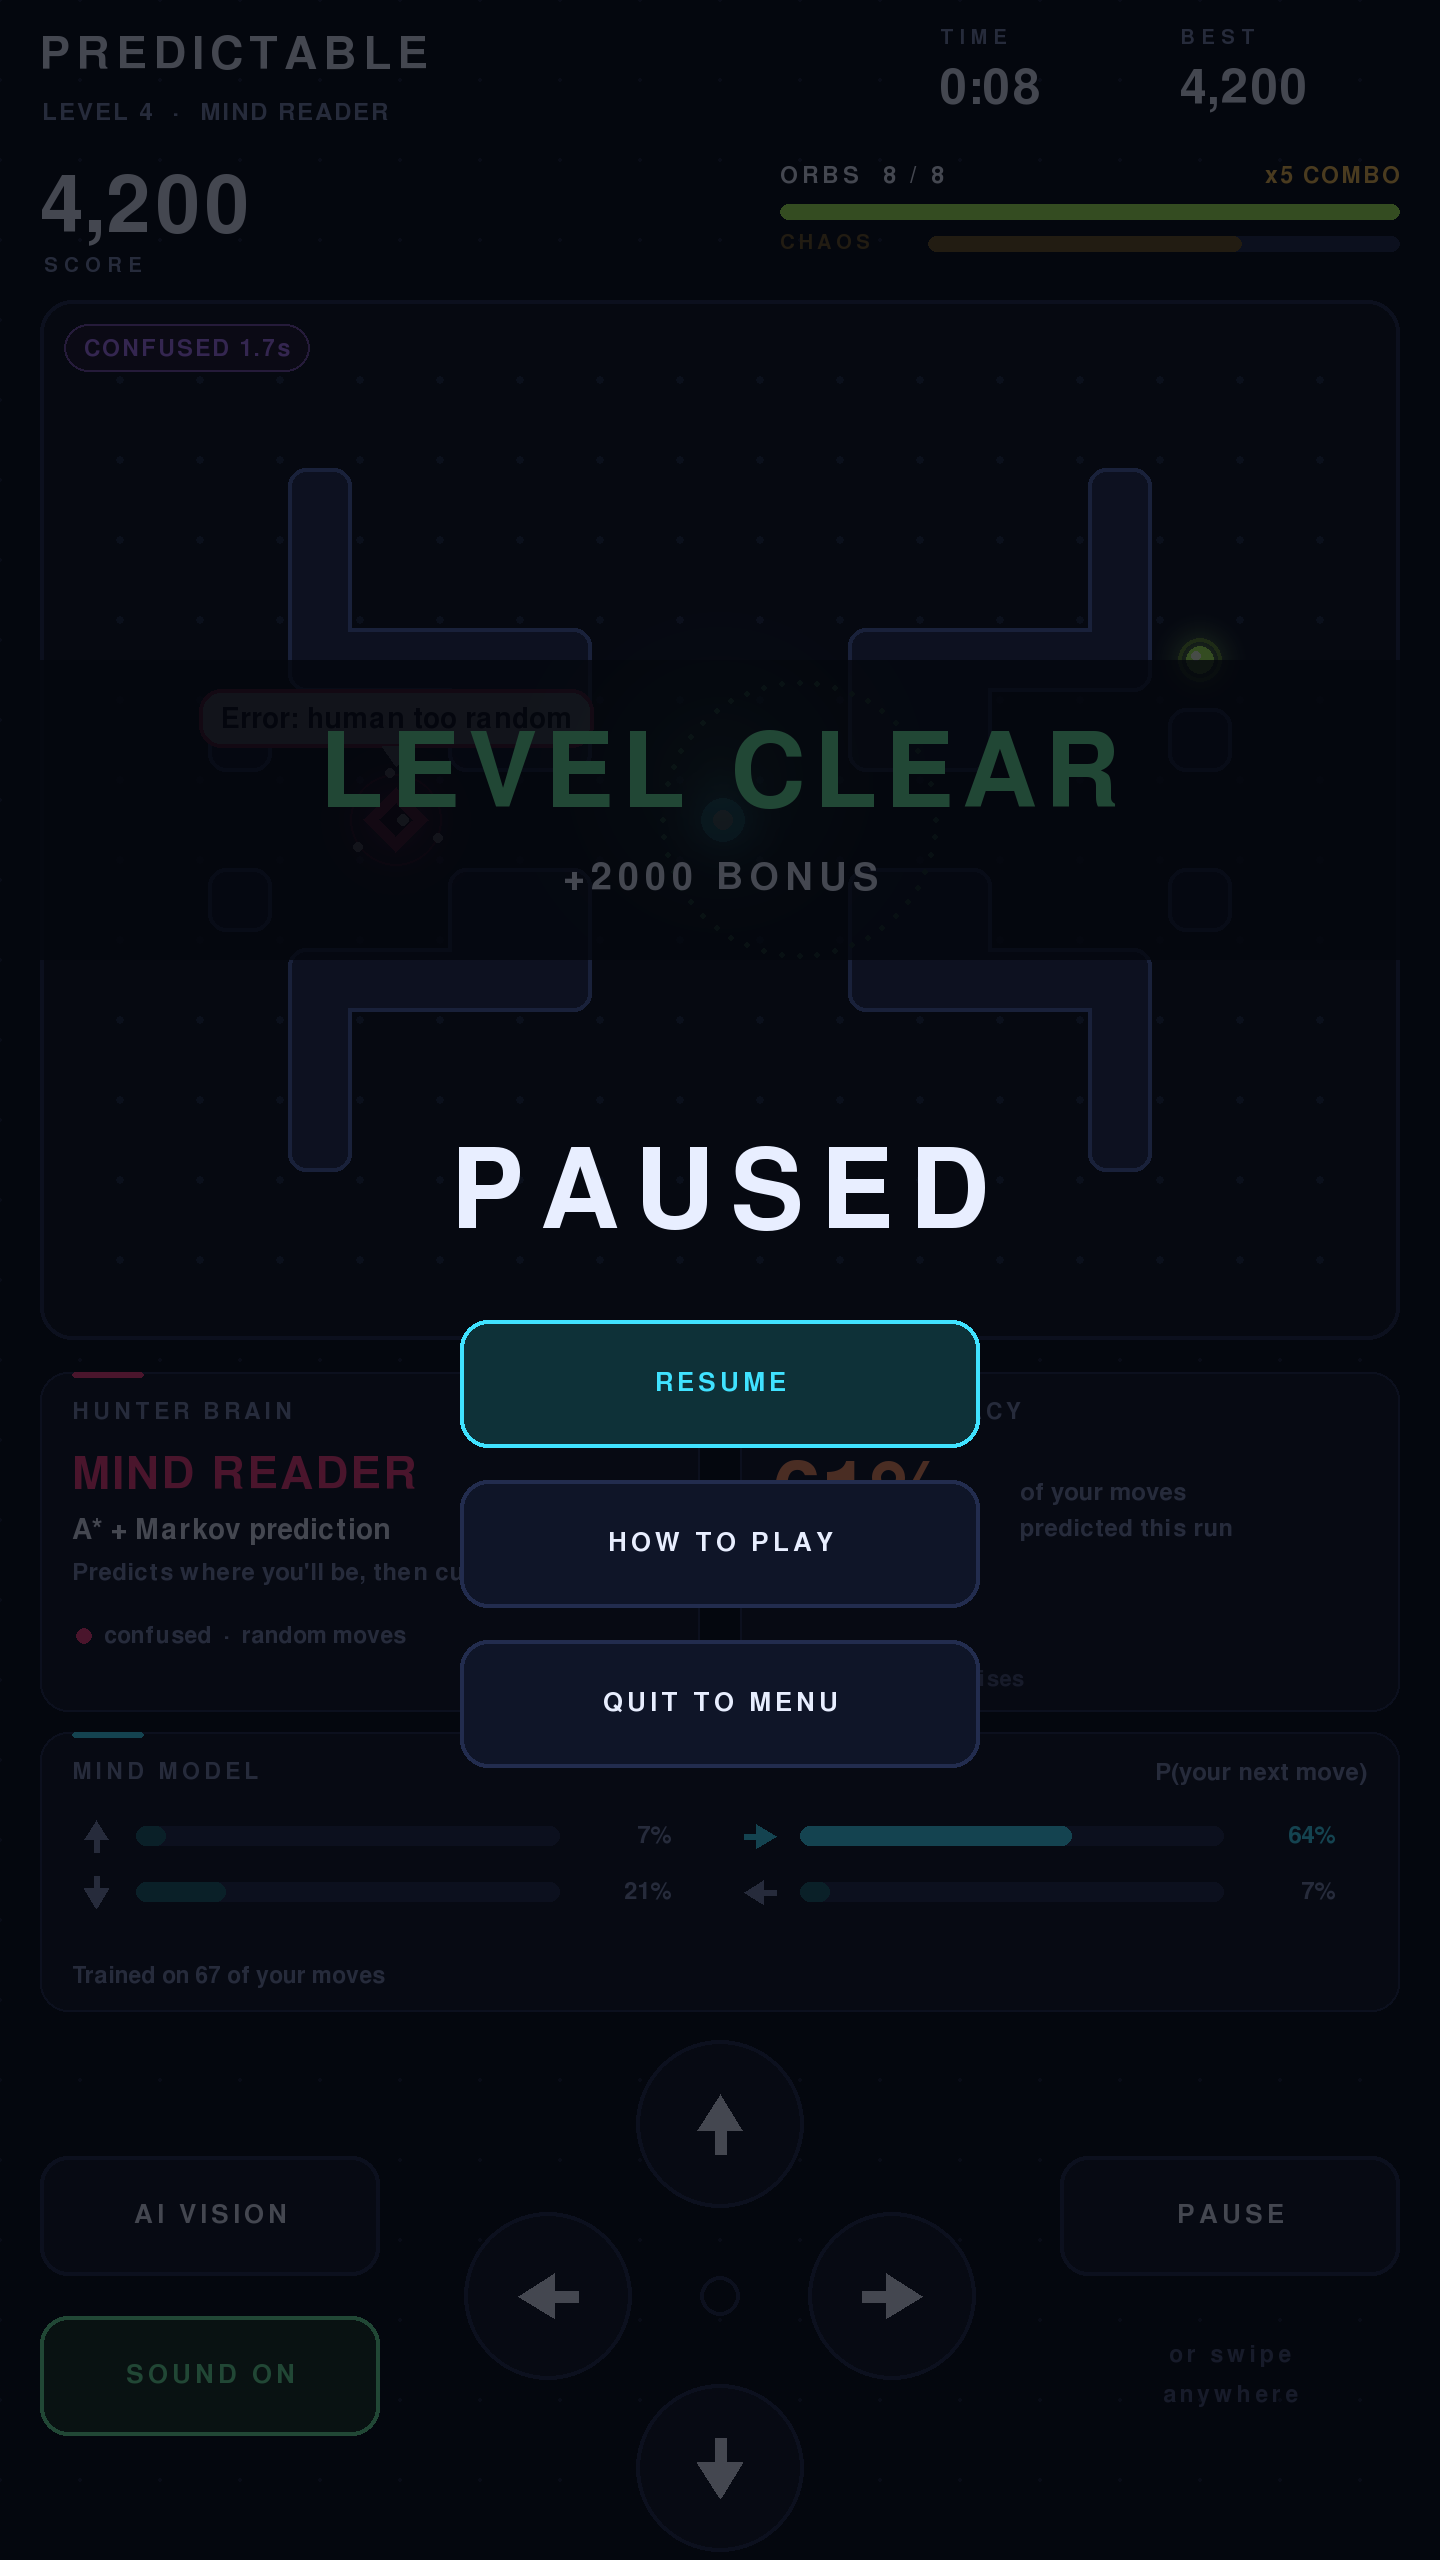 PREDICTABLE
TIME
BEST
0:08
4,200
LEVEL 4 · MIND READER
4,200
SCORE
ORBS 8 / 8
x5 COMBO
CHAOS
CONFUSED 1.7s
Error: human too random
LEVEL CLEAR
+2000 BONUS
PAUSED
RESUME
HOW TO PLAY
QUIT TO MENU
HUNTER BRAIN
MIND READER
A* + Markov prediction
Predicts where you'll be, then
confused · random moves
of your moves
predicted this run
MIND MODEL
P(your next move)
7%
64%
21%
7%
Trained on 67 of your moves
AI VISION
PAUSE
SOUND ON
or swipe
anywhere